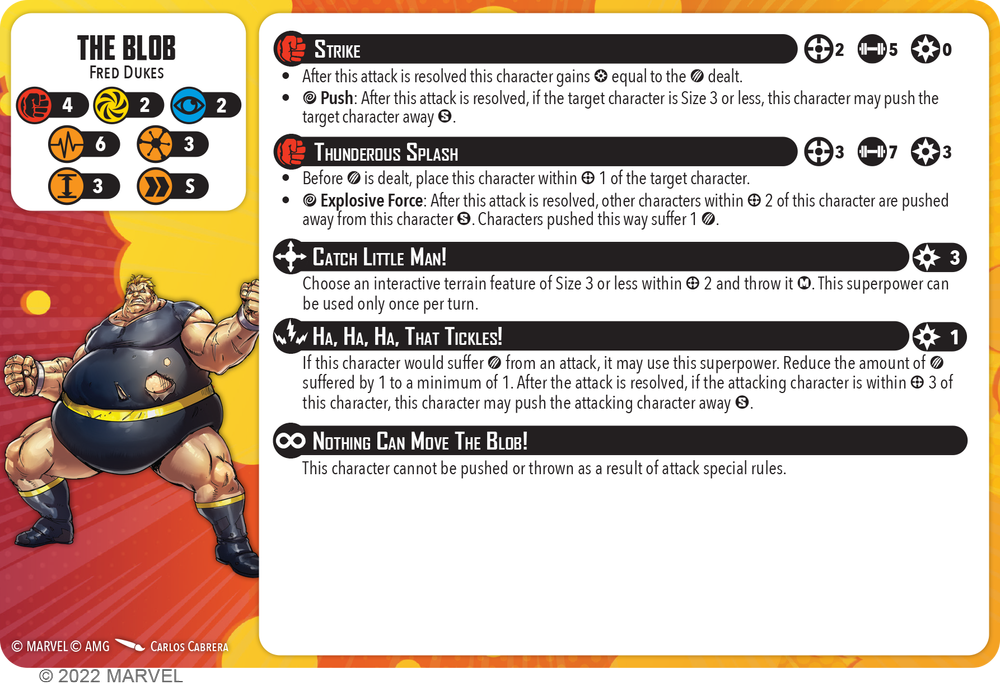 THE BLOB
FRED DUKES
4 2 2
6 3
3 S
STRIKE 2 5 0
• After this attack is resolved this character gains equal to the dealt.
• Push: After this attack is resolved, if the target character is Size 3 or less, this character may push the
target character away S.
THUNDEROUS SPLASH 3 7 3
• Before is dealt, place this character within 1 of the target character.
• Explosive Force: After this attack is resolved, other characters within 2 of this character are pushed
away from this character S. Characters pushed this way suffer 1 .
CATCH LITTLE MAN! 3
Choose an interactive terrain feature of Size 3 or less within 2 and throw it M. This superpower can
be used only once per turn.
HA, HA, HA, THAT TICKLES! 1
If this character would suffer from an attack, it may use this superpower. Reduce the amount of
suffered by 1 to a minimum of 1. After the attack is resolved, if the attacking character is within 3 of
this character, this character may push the attacking character away S.
NOTHING CAN MOVE THE BLOB!
This character cannot be pushed or thrown as a result of attack special rules.
© MARVEL © AMG CARLOS CABRERA
© 2022 MARVEL